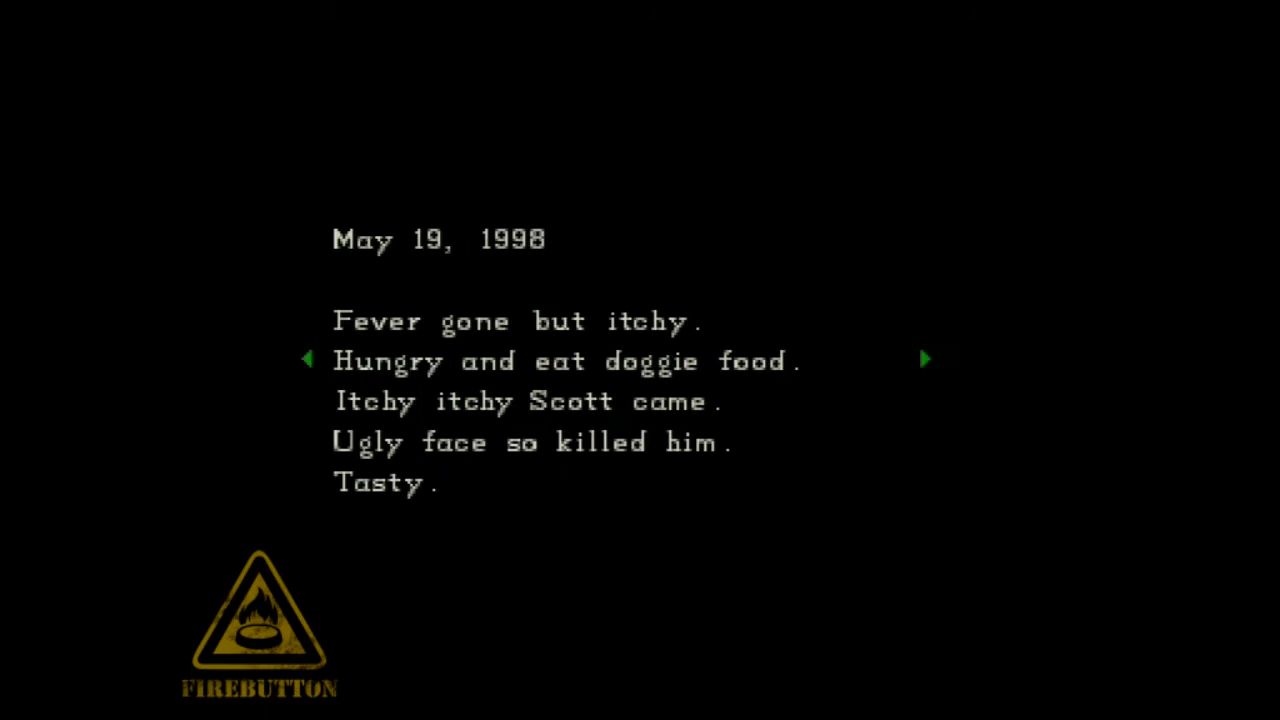 May 19, 1998
Fever gone but itchy.
Hungry and eat doggie food.
Itchy itchy Scott came.
Ugly face so killed him.
Tasty.
FIREBUTTON